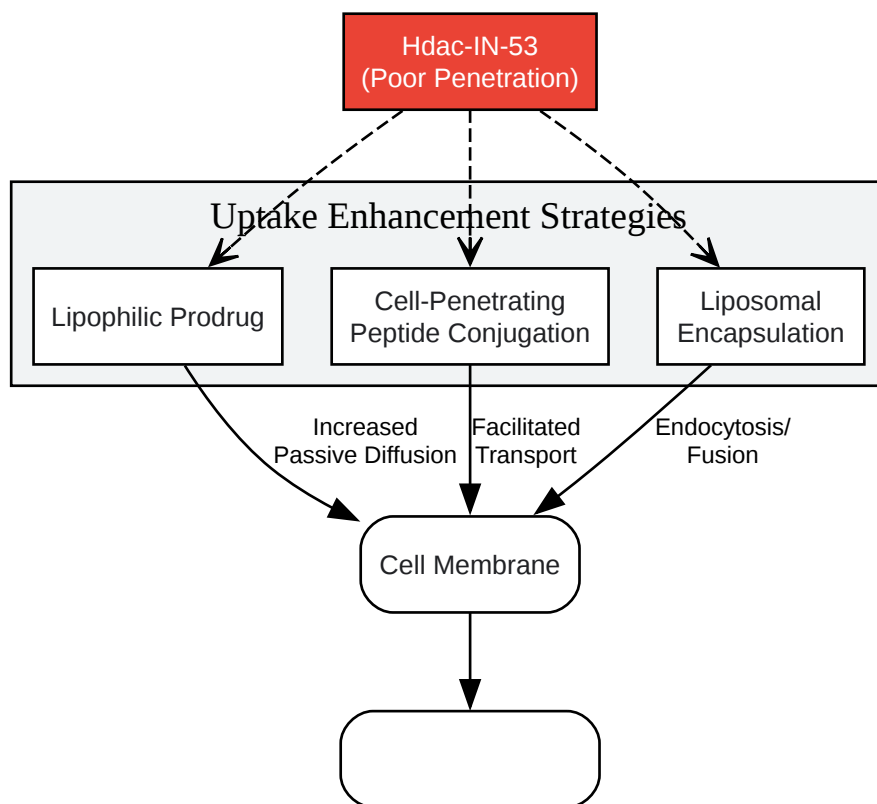 Hdac-IN-53
(Poor Penetration)
Uptake Enhancement Strategies
Lipophilic Prodrug
Cell-Penetrating
Peptide Conjugation
Liposomal
Encapsulation
Increased
Passive Diffusion
Facilitated
Transport
Endocytosis/
Fusion
Cell Membrane